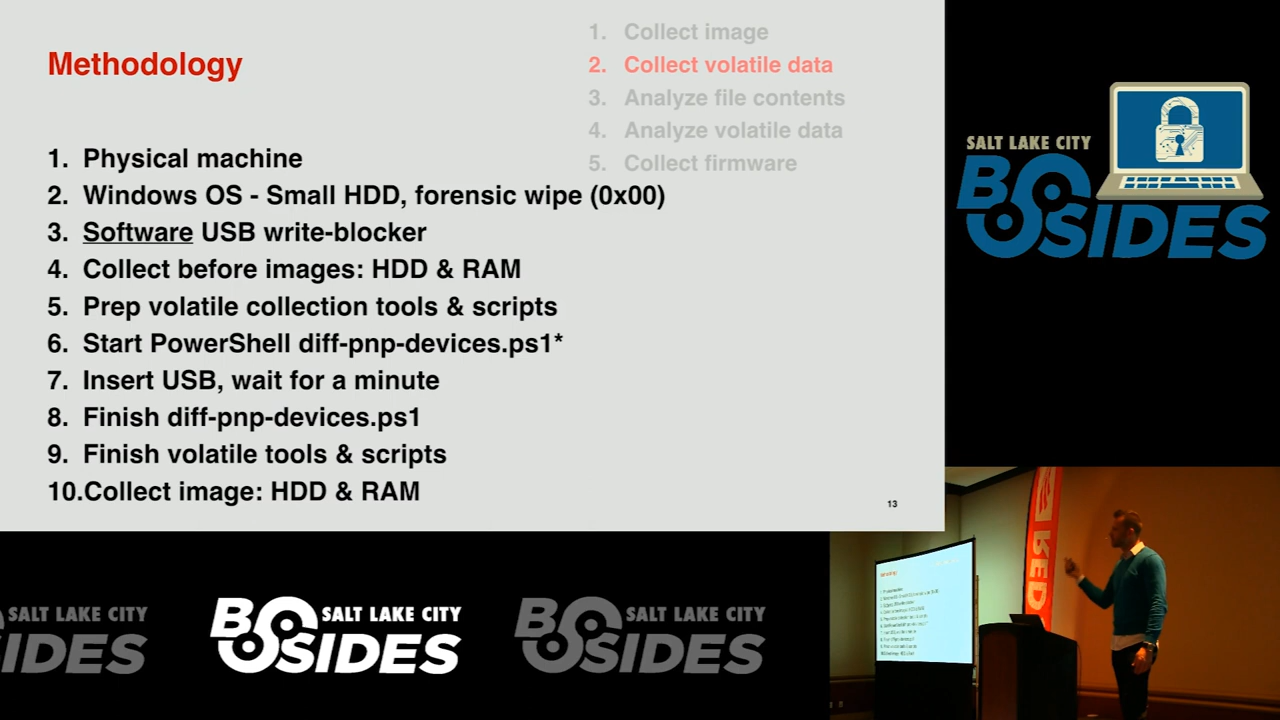 Methodology
1. Collect image
2. Collect volatile data
3. Analyze file contents
4. Analyze volatile data
5. Collect firmware
1. Physical machine
2. Windows OS - Small HDD, forensic wipe (0x00)
3. Software USB write-blocker
4. Collect before images: HDD & RAM
5. Prep volatile collection tools & scripts
6. Start PowerShell diff-pnp-devices.ps1*
7. Insert USB, wait for a minute
8. Finish diff-pnp-devices.ps1
9. Finish volatile tools & scripts
10.Collect image: HDD & RAM
13
SALT LAKE CITY
BSIDES
RED
SALT LAKE CITY
IDES
SALT LAKE CITY
BSIDES
SALT LAKE CITY
BSIDES